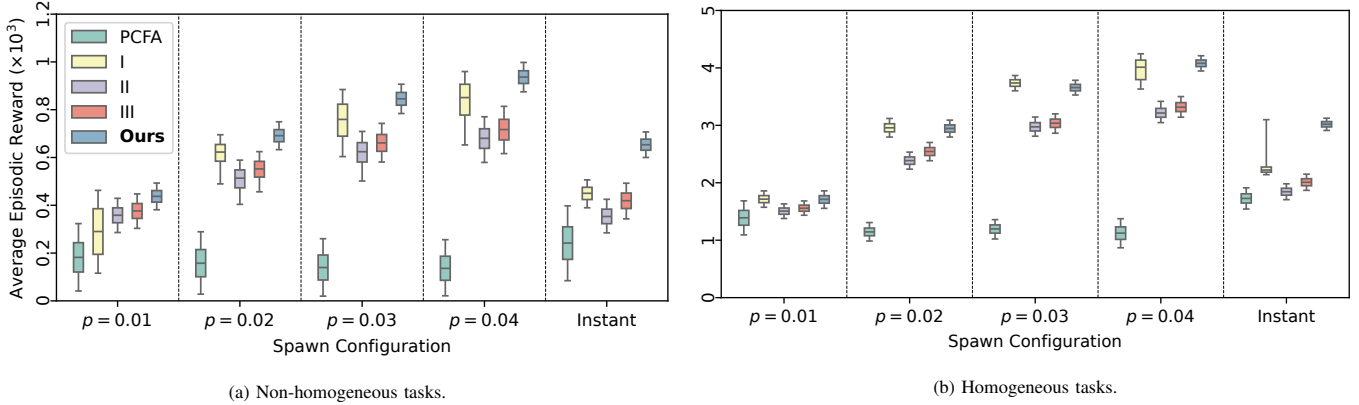 Average Episodic Reward (×10³)
1.2
1
0.8
0.6
0.4
0.2
0
PCFA
I
II
III
Ours
p = 0.01
p = 0.02
p = 0.03
p = 0.04
Instant
Spawn Configuration
(a) Non-homogeneous tasks.
5
4
3
2
1
0
p = 0.01
p = 0.02
p = 0.03
p = 0.04
Instant
Spawn Configuration
(b) Homogeneous tasks.